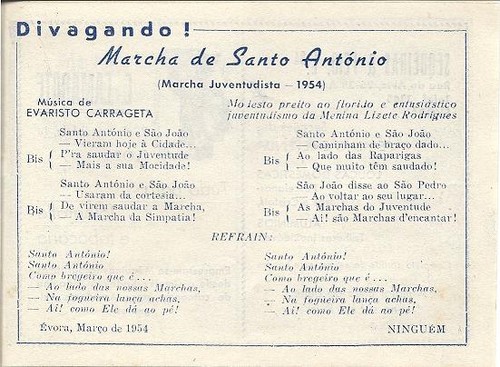 Divagando!
Marcha de Santo António
(Marcha Juventudista — 1954)
Música de
EVARISTO CARRAGETA
Modesto preito ao florido e entusiástico
juventudismo da Menina Lizete Rodrigues
Santo António e São João
— Vieram hoje à Cidade...
Bis { P'ra saudar o Juventude
— Mais a sua Mocidade!
Santo António e São João
— Usaram da cortesia...
Bis { De virem saudar a Marcha,
— A Marcha da Simpatia!
Santo António e São João
— Caminham de braço dado...
Bis { Ao lado das Raparigas
— Que muito têm saudado!
São João disse ao São Pedro
Ao voltar ao seu lugar...
Bis { As Marchas do Juventude
— Ai! são Marchas d'encantar!
REFRAIN:
Santo António!
Santo António
Como bregeiro que é...
— Ao lado das nossas Marchas,
— Na fogueira lança achas,
— Ai! como Ele dá ao pé!
Santo António!
Santo António
Como bregeiro que é...
— Ao lado das nossas Marchas,
— Na fogueira lança achas,
— Ai! como Ele dá ao pé!
Évora, Março de 1954
NINGUÉM